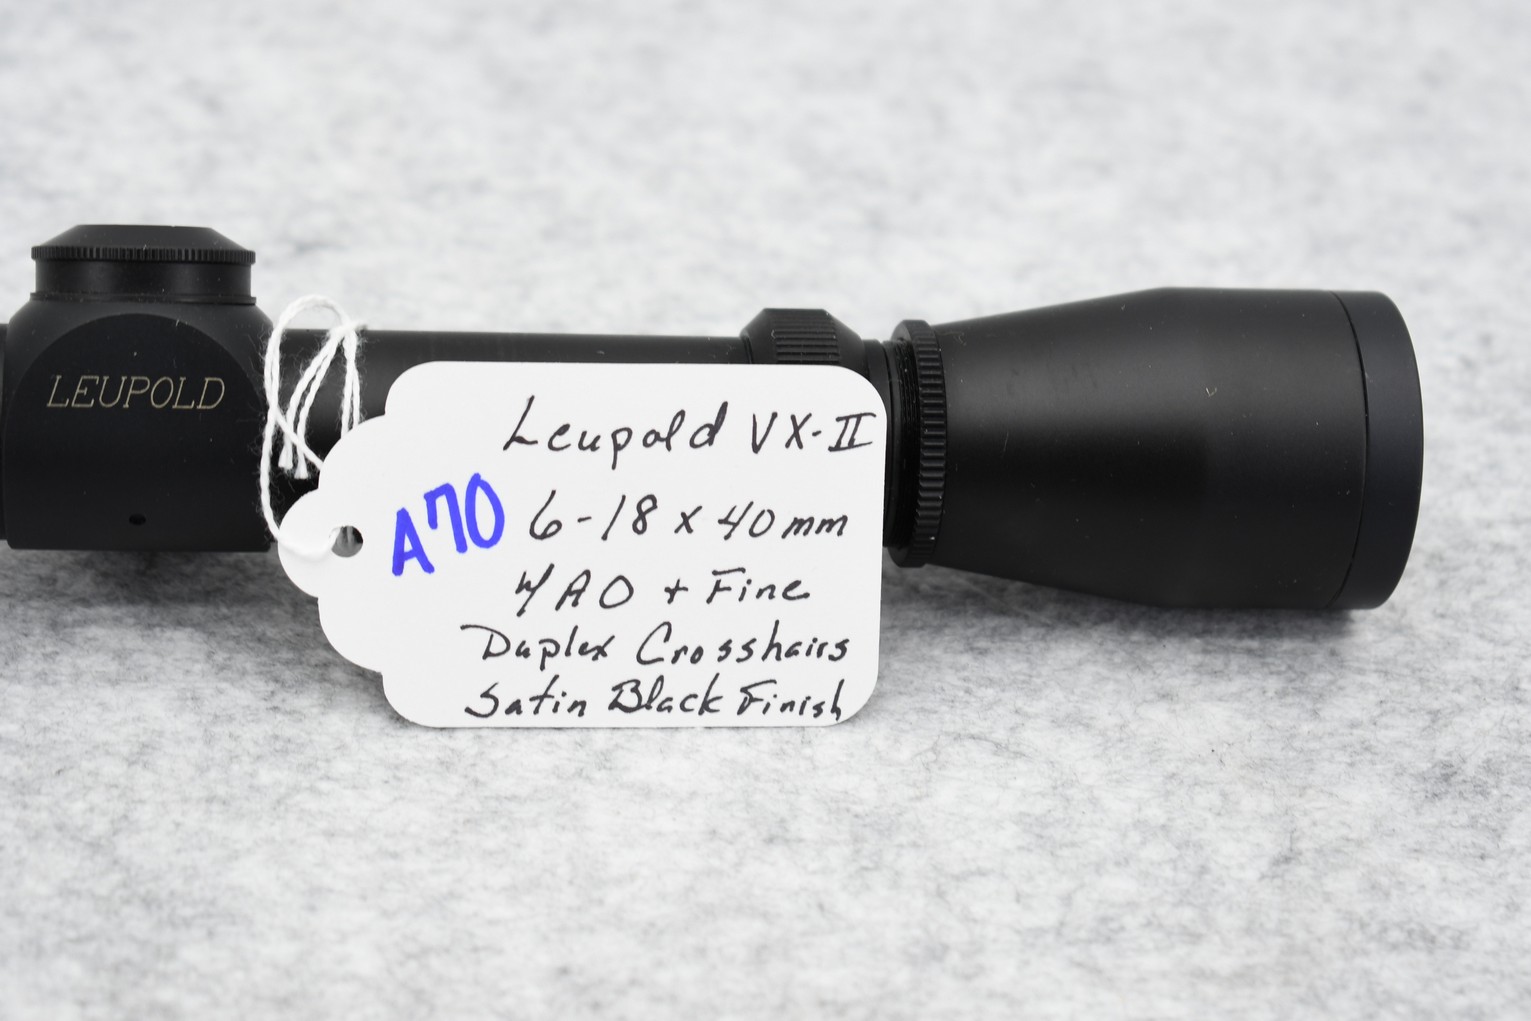 LEUPOLD
Leupold VX-II
A70
6-18 x 40mm
w/ AO + Fine
Duplex Crosshairs
Satin Black Finish